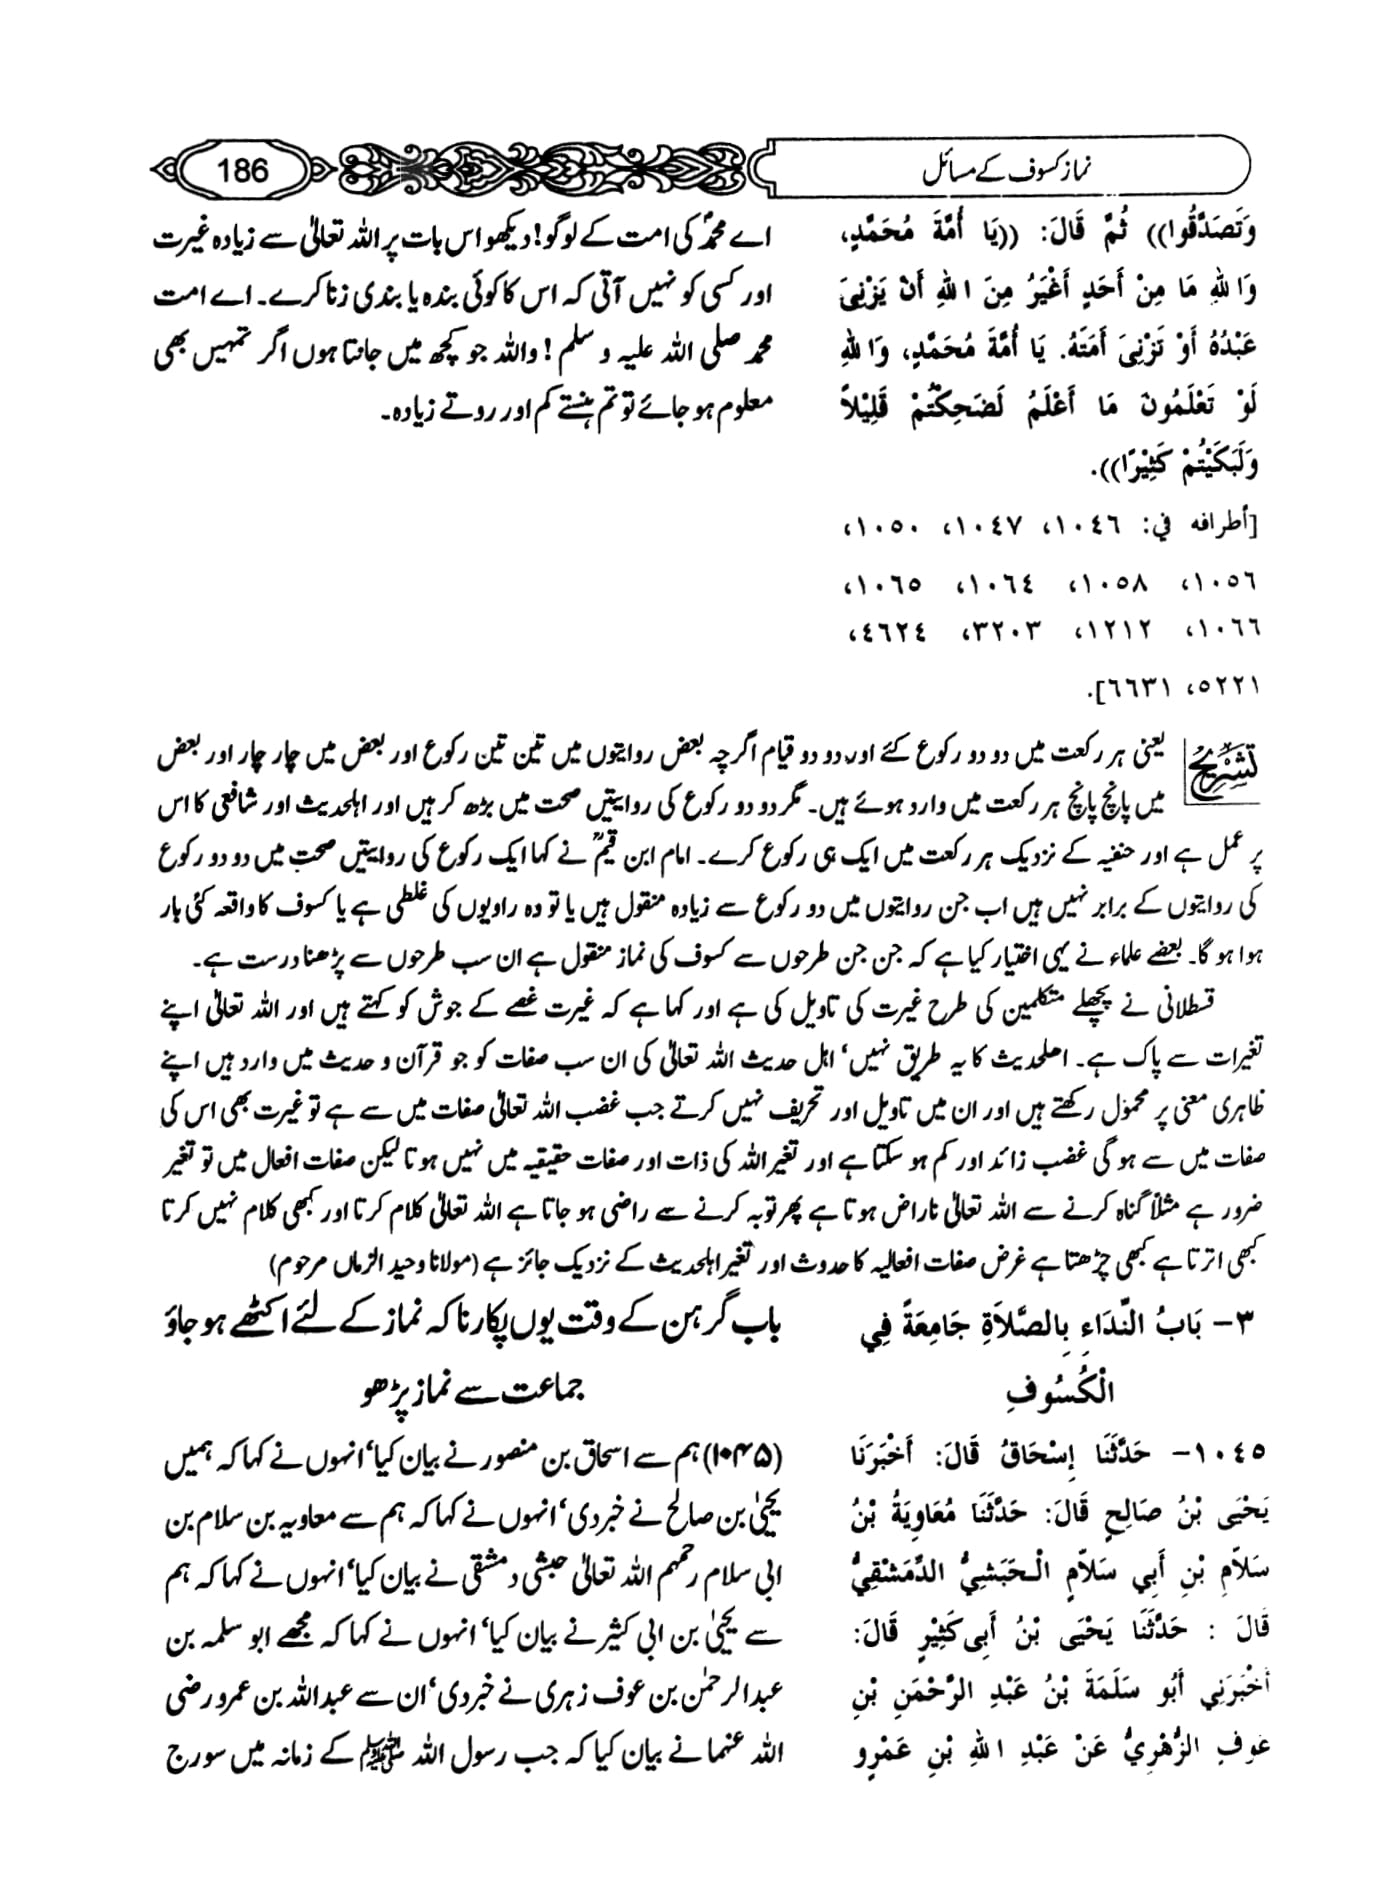 نماز کسوف کے مسائل
186
وَتَصَدَّقُوا)) ثُمَّ قَالَ: ((يَا أُمَّةَ مُحَمَّدٍ،
وَاللهِ مَا مِنْ أَحَدٍ أَغْيَرُ مِنَ اللهِ أَنْ يَزْنِيَ
عَبْدُهُ أَوْ تَزْنِيَ أَمَتُهُ. يَا أُمَّةَ مُحَمَّدٍ، وَاللهِ
لَوْ تَعْلَمُونَ مَا أَعْلَمُ لَضَحِكْتُمْ قَلِيْلاً
وَلَبَكَيْتُمْ كَثِيْرًا)).
[أطرافه في: ١٠٤٦، ١٠٤٧، ١٠٥٠،
١٠٥٦، ١٠٥٨، ١٠٦٤، ١٠٦٥،
١٠٦٦، ١٢١٢، ٣٢٠٣، ٤٦٢٤،
٥٢٢١، ٦٦٣١].
اے محمدؐ کی امت کے لوگو! دیکھو اس بات پر اللہ تعالیٰ سے زیادہ غیرت
اور کسی کو نہیں آتی کہ اس کا کوئی بندہ یا بندی زنا کرے۔ اے امت
محمد صلی اللہ علیہ و سلم! واللہ جو کچھ میں جانتا ہوں اگر تمہیں بھی
معلوم ہو جائے تو تم ہنستے کم اور روتے زیادہ۔
تشریح یعنی ہر رکعت میں دو دو رکوع کئے اور دو دو قیام اگرچہ بعض روایتوں میں تین تین رکوع اور بعض میں چار چار اور بعض
میں پانچ پانچ ہر رکعت میں وارد ہوئے ہیں۔ مگر دو دو رکوع کی روایتیں صحت میں بڑھ کر ہیں اور اہلحدیث اور شافعی کا اس
پر عمل ہے اور حنفیہ کے نزدیک ہر رکعت میں ایک ہی رکوع کرے۔ امام ابن قیمؒ نے کہا ایک رکوع کی روایتیں صحت میں دو دو رکوع
کی روایتوں کے برابر نہیں ہیں اب جن روایتوں میں دو رکوع سے زیادہ منقول ہیں یا تو وہ راویوں کی غلطی ہے یا کسوف کا واقعہ کئی بار
ہوا ہو گا۔ بعضے علماء نے یہی اختیار کیا ہے کہ جن جن طرحوں سے کسوف کی نماز منقول ہے ان سب طرحوں سے پڑھنا درست ہے۔
قسطلانی نے پچھلے متکلمین کی طرح غیرت کی تاویل کی ہے اور کہا ہے کہ غیرت غصے کے جوش کو کہتے ہیں اور اللہ تعالیٰ اپنے
تغیرات سے پاک ہے۔ اہلحدیث کا یہ طریق نہیں' اہل حدیث اللہ تعالیٰ کی ان سب صفات کو جو قرآن و حدیث میں وارد ہیں اپنے
ظاہری معنی پر محمول رکھتے ہیں اور ان میں تاویل اور تحریف نہیں کرتے جب غضب اللہ تعالیٰ صفات میں سے ہے تو غیرت بھی اس کی
صفات میں سے ہو گی غضب زائد اور کم ہو سکتا ہے اور تغیر اللہ کی ذات اور صفات حقیقیہ میں نہیں ہوتا لیکن صفات افعال میں تو تغیر
ضرور ہے مثلاً گناہ کرنے سے اللہ تعالیٰ ناراض ہوتا ہے پھر توبہ کرنے سے راضی ہو جاتا ہے اللہ تعالیٰ کلام کرتا اور کبھی کلام نہیں کرتا
کبھی اترتا ہے کبھی چڑھتا ہے غرض صفات افعالیہ کا حدوث اور تغیر اہلحدیث کے نزدیک جائز ہے (مولانا وحید الزماں مرحوم)
٣- بَابُ النِّدَاءِ بِالصَّلاَةِ جَامِعَةً فِي
الْكُسُوفِ
باب گرہن کے وقت یوں پکارنا کہ نماز کے لئے اکٹھے ہو جاؤ
جماعت سے نماز پڑھو
١٠٤٥- حَدَّثَنَا إِسْحَاقُ قَالَ: أَخْبَرَنَا
يَحْيَى بْنُ صَالِحٍ قَالَ: حَدَّثَنَا مُعَاوِيَةُ بْنُ
سَلاَّمِ بْنِ أَبِي سَلاَّمٍ الْحَبَشِيُّ الدِّمَشْقِيُّ
قَالَ : حَدَّثَنَا يَحْيَى بْنُ أَبِي كَثِيْرٍ قَالَ:
أَخْبَرَنِي أَبُو سَلَمَةَ بْنُ عَبْدِ الرَّحْمَنِ بْنِ
عَوفٍ الزُّهْرِيُّ عَنْ عَبْدِ اللهِ بْنِ عَمْرٍو
(۱۰۴۵) ہم سے اسحاق بن منصور نے بیان کیا' انہوں نے کہا کہ ہمیں
یحییٰ بن صالح نے خبر دی' انہوں نے کہا کہ ہم سے معاویہ بن سلام بن
ابی سلام رحمہم اللہ تعالیٰ حبشی دمشقی نے بیان کیا' انہوں نے کہا کہ ہم
سے یحییٰ بن ابی کثیر نے بیان کیا' انہوں نے کہا کہ مجھے ابو سلمہ بن
عبدالرحمٰن بن عوف زہری نے خبر دی' ان سے عبداللہ بن عمرو رضی
اللہ عنہما نے بیان کیا کہ جب رسول اللہ ﷺ کے زمانہ میں سورج